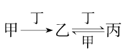 丁 丁
甲 → 乙 ⇌ 丙
甲